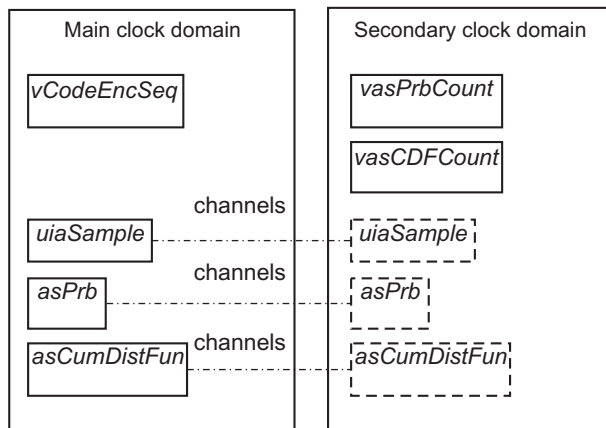 Main clock domain
vCodeEncSeq
uiaSample
asPrb
asCumDistFun
channels
channels
channels
Secondary clock domain
vasPrbCount
vasCDFCount
uiaSample
asPrb
asCumDistFun